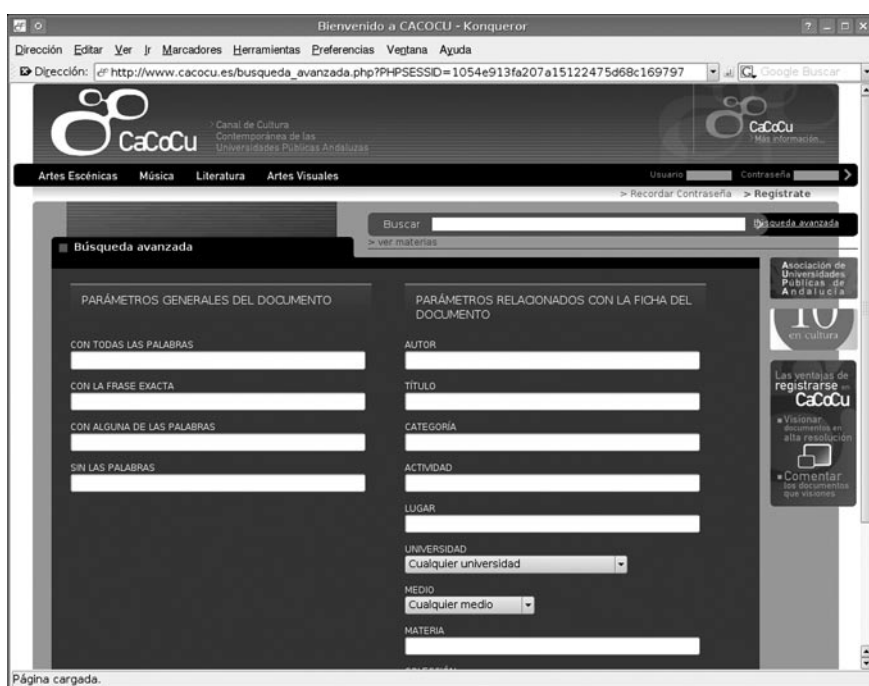 Bienvenido a CACOCU - Konqueror
Dirección Editar Ver Ir Marcadores Herramientas Preferencias Ventana Ayuda
Dirección: http://www.cacocu.es/busqueda_avanzada.php?PHPSESSID=1054e913fa207a15122475d68c169797 Google Buscar
CaCoCu
> Canal de Cultura
Contemporánea de las
Universidades Públicas Andaluzas
CaCoCu
> Más información...
Artes Escénicas Música Literatura Artes Visuales Usuario Contraseña
> Recordar Contraseña > Regístrate
Buscar Búsqueda avanzada
> ver materias
Búsqueda avanzada
PARÁMETROS GENERALES DEL DOCUMENTO
CON TODAS LAS PALABRAS
CON LA FRASE EXACTA
CON ALGUNA DE LAS PALABRAS
SIN LAS PALABRAS
PARÁMETROS RELACIONADOS CON LA FICHA DEL
DOCUMENTO
AUTOR
TÍTULO
CATEGORÍA
ACTIVIDAD
LUGAR
UNIVERSIDAD
Cualquier universidad
MEDIO
Cualquier medio
MATERIA
Asociación de
Universidades
Públicas de
Andalucía
10
en cultura
Las ventajas de
registrarse en
CaCoCu
Visionar
documentos en
alta resolución
Comentar
los documentos
que visiones
Página cargada.